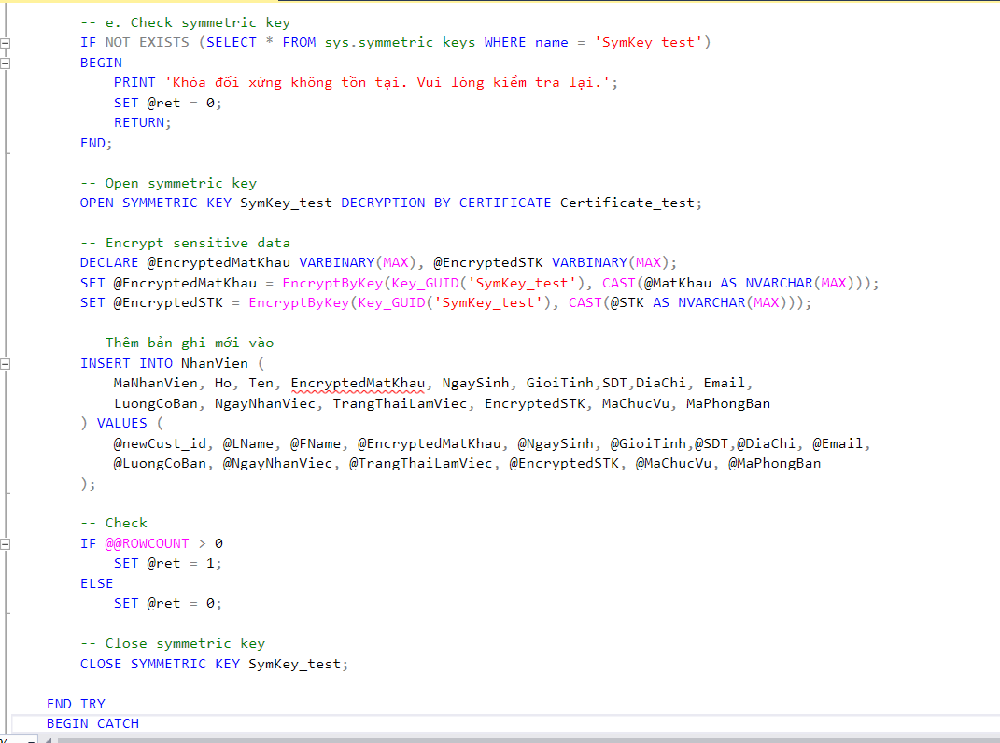 -- e. Check symmetric key
IF NOT EXISTS (SELECT * FROM sys.symmetric_keys WHERE name = 'SymKey_test')
BEGIN
PRINT 'Khóa đối xứng không tồn tại. Vui lòng kiểm tra lại.';
SET @ret = 0;
RETURN;
END;
-- Open symmetric key
OPEN SYMMETRIC KEY SymKey_test DECRYPTION BY CERTIFICATE Certificate_test;
-- Encrypt sensitive data
DECLARE @EncryptedMatKhau VARBINARY(MAX), @EncryptedSTK VARBINARY(MAX);
SET @EncryptedMatKhau = EncryptByKey(Key_GUID('SymKey_test'), CAST(@MatKhau AS NVARCHAR(MAX)));
SET @EncryptedSTK = EncryptByKey(Key_GUID('SymKey_test'), CAST(@STK AS NVARCHAR(MAX)));
-- Thêm bản ghi mới vào
INSERT INTO NhanVien (
MaNhanVien, Ho, Ten, EncryptedMatKhau, NgaySinh, GioiTinh,SDT,DiaChi, Email,
LuongCoBan, NgayNhanViec, TrangThaiLamViec, EncryptedSTK, MaChucVu, MaPhongBan
) VALUES (
@newCust_id, @LName, @FName, @EncryptedMatKhau, @NgaySinh, @GioiTinh,@SDT,@DiaChi, @Email,
@LuongCoBan, @NgayNhanViec, @TrangThaiLamViec, @EncryptedSTK, @MaChucVu, @MaPhongBan
);
-- Check
IF @@ROWCOUNT > 0
SET @ret = 1;
ELSE
SET @ret = 0;
-- Close symmetric key
CLOSE SYMMETRIC KEY SymKey_test;
END TRY
BEGIN CATCH